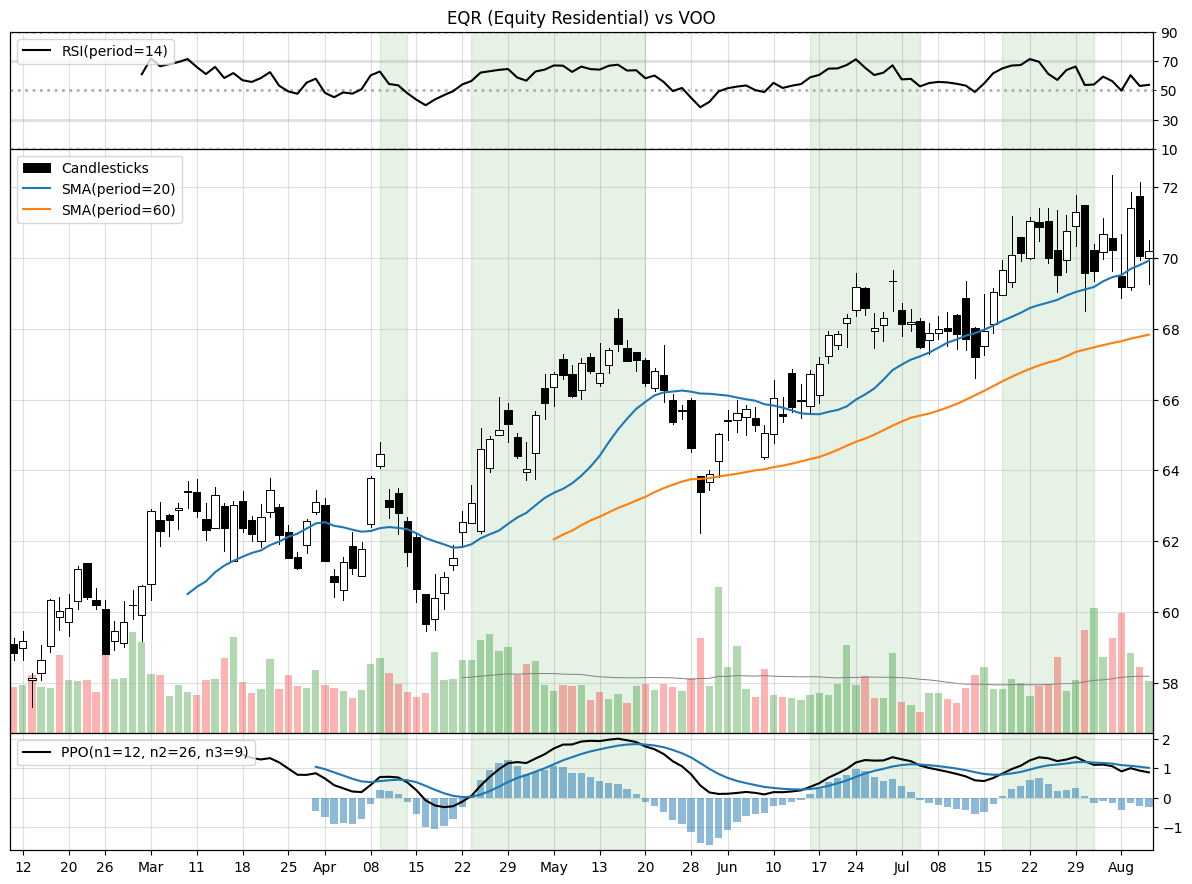 EQR (Equity Residential) vs VOO
RSI(period=14)
90
70
50
30
10
Candlesticks
SMA(period=20)
SMA(period=60)
72
70
68
66
64
62
60
58
PPO(n1=12, n2=26, n3=9)
2
1
0
−1
12 20 26 Mar 11 18 25 Apr 08 15 22 29 May 13 20 28 Jun 10 17 24 Jul 08 15 22 29 Aug